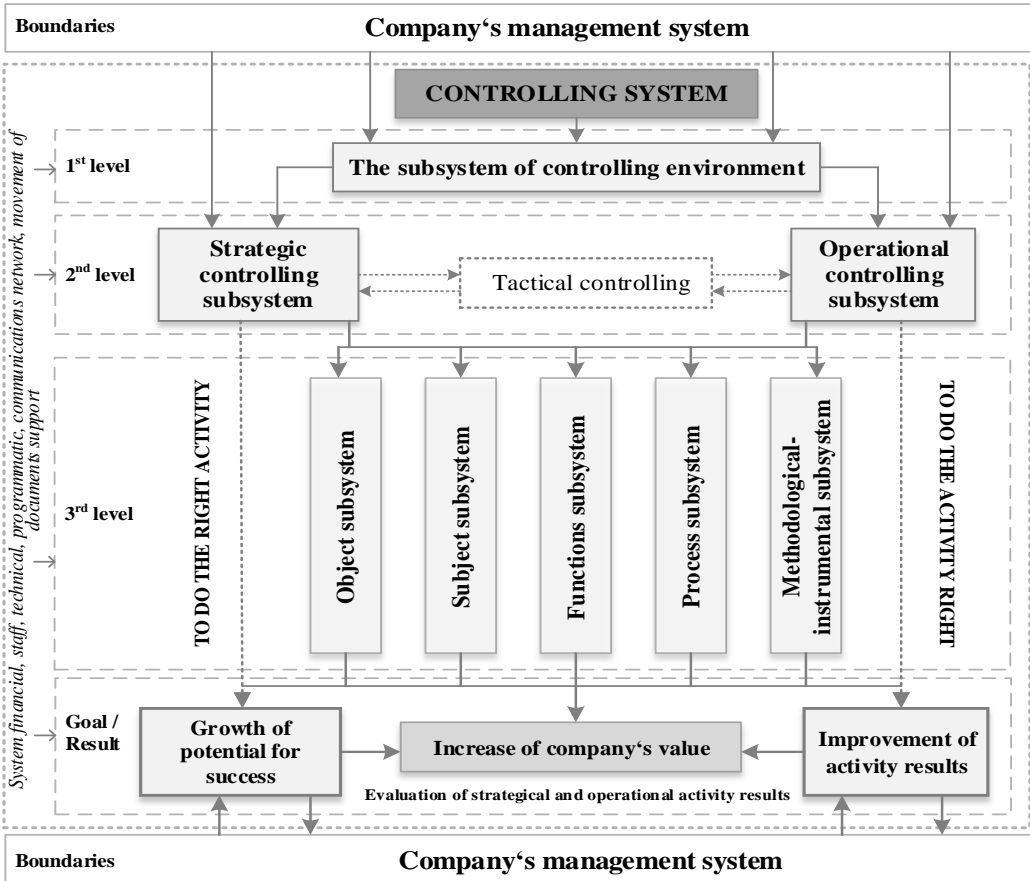 Boundaries
Company‘s management system
CONTROLLING SYSTEM
1st level
The subsystem of controlling environment
2nd level
Strategic
controlling
subsystem
Tactical controlling
Operational
controlling
subsystem
System financial, staff, technical, programmatic, communications network, movement of
documents support
3rd level
TO DO THE RIGHT ACTIVITY
Object subsystem
Subject subsystem
Functions subsystem
Process subsystem
Methodological-
instrumental subsystem
TO DO THE ACTIVITY RIGHT
Goal /
Result
Growth of
potential for
success
Increase of company‘s value
Improvement of
activity results
Evaluation of strategical and operational activity results
Boundaries
Company‘s management system